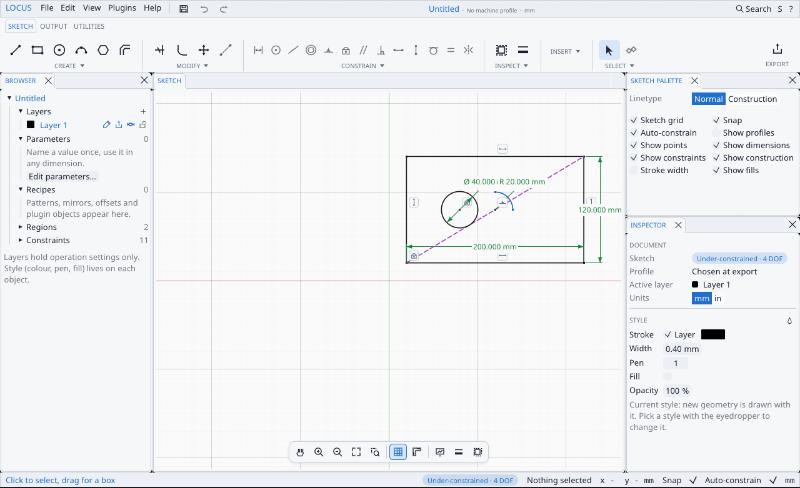 LOCUS File Edit View Plugins Help
Untitled · No machine profile · mm
Search S ?
SKETCH OUTPUT UTILITIES
CREATE MODIFY CONSTRAIN INSPECT INSERT SELECT EXPORT
BROWSER
Untitled
Layers
Layer 1
Parameters 0
Name a value once, use it in
any dimension.
Edit parameters...
Recipes 0
Patterns, mirrors, offsets and
plugin objects appear here.
Regions 2
Constraints 11
Layers hold operation settings only.
Style (colour, pen, fill) lives on each
object.
SKETCH
Ø 40.000 R 20.000 mm
120.000 mm
200.000 mm
SKETCH PALETTE
Linetype Normal Construction
Sketch grid Snap
Auto-constrain Show profiles
Show points Show dimensions
Show constraints Show construction
Stroke width Show fills
INSPECTOR
DOCUMENT
Sketch Under-constrained · 4 DOF
Profile Chosen at export
Active layer Layer 1
Units mm in
STYLE
Stroke Layer
Width 0.40 mm
Pen 1
Fill
Opacity 100 %
Current style: new geometry is drawn with
it. Pick a style with the eyedropper to
change it.
Click to select, drag for a box
Under-constrained · 4 DOF Nothing selected x - y - mm Snap Auto-constrain mm